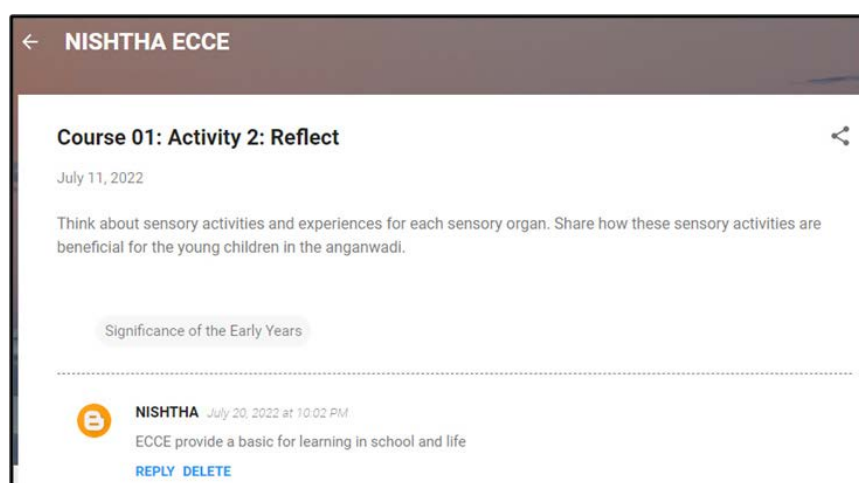 NISHTHA ECCE
Course 01: Activity 2: Reflect
July 11, 2022
Think about sensory activities and experiences for each sensory organ. Share how these sensory activities are
beneficial for the young children in the anganwadi.
Significance of the Early Years
NISHTHA July 20, 2022 at 10:02 PM
ECCE provide a basic for learning in school and life
REPLY DELETE